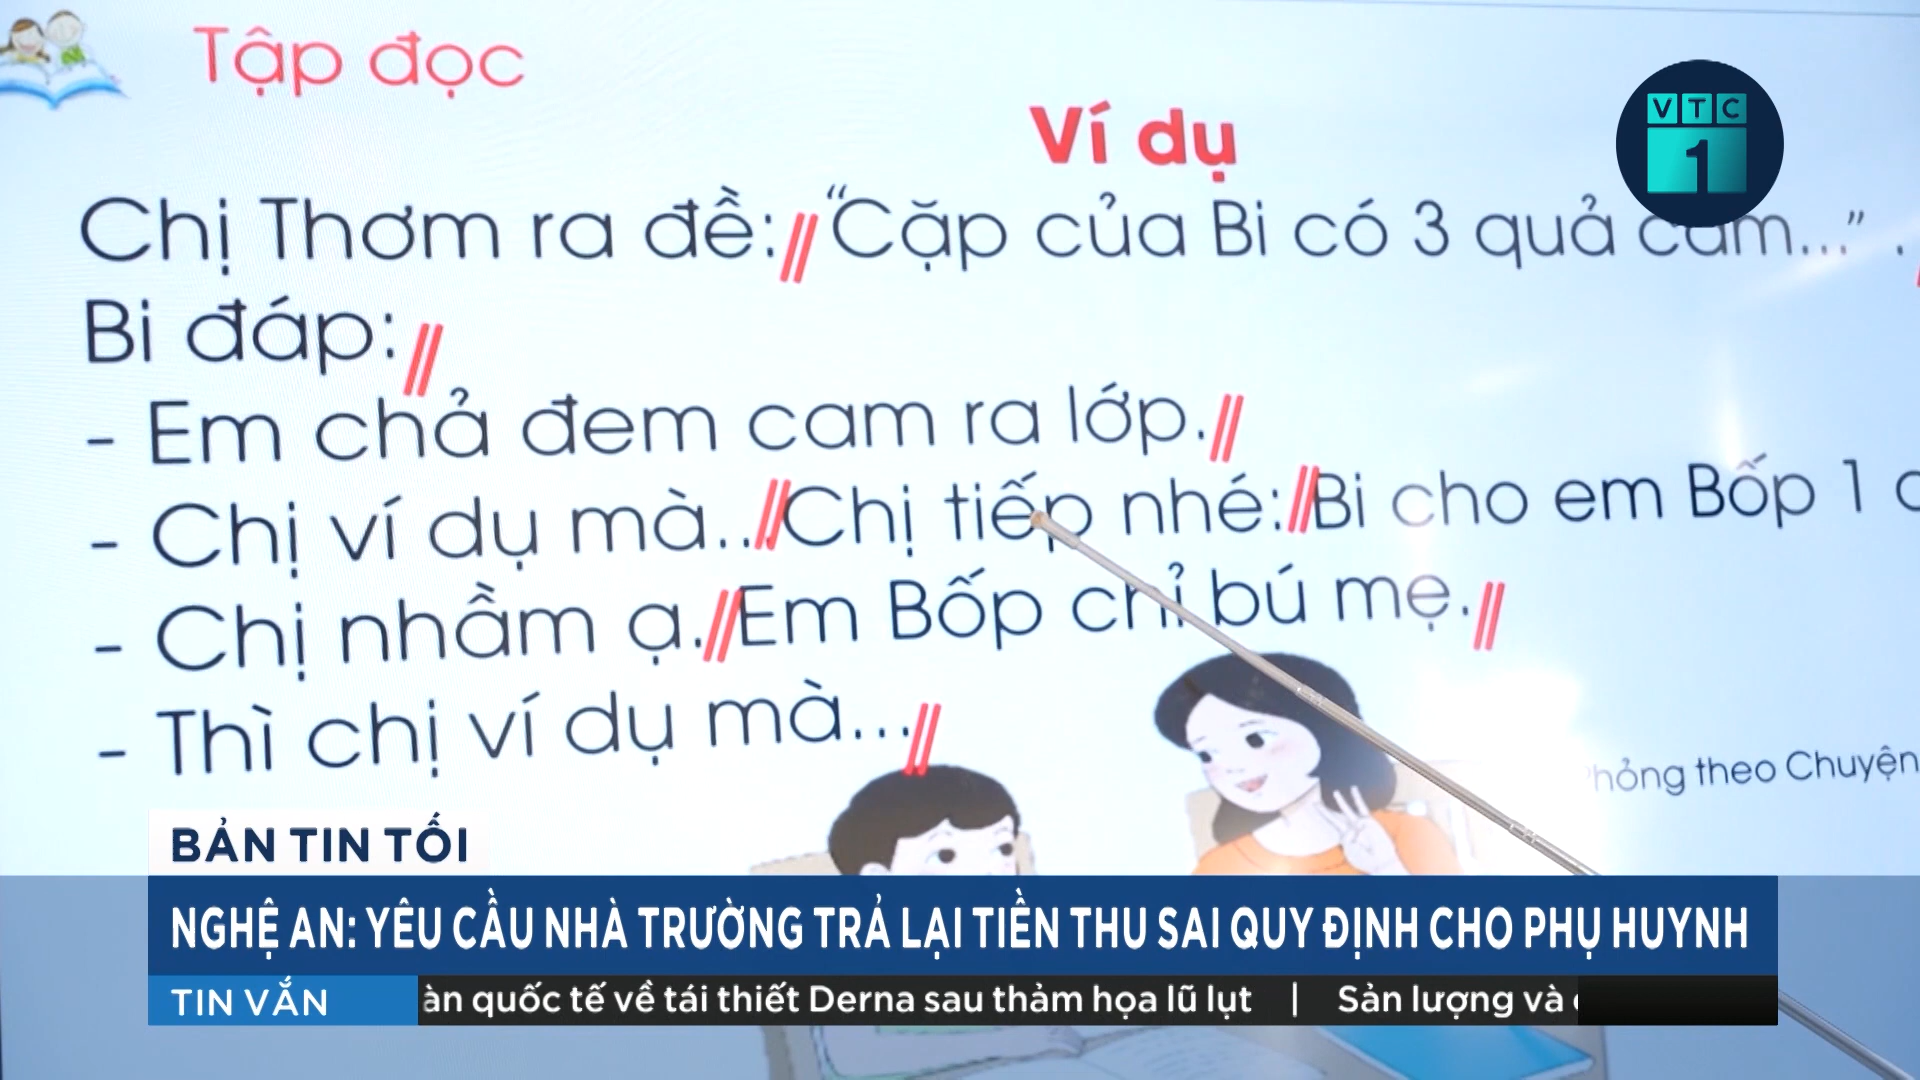 Tập đọc
VTC
1
Ví dụ
Chị Thơm ra đề:// “Cặp của Bi có 3 quả cam...” .
Bi đáp://
- Em chả đem cam ra lớp.//
- Chị ví dụ mà...//Chị tiếp nhé://Bi cho em Bốp 1
- Chị nhầm ạ.//Em Bốp chỉ bú mẹ.//
- Thì chị ví dụ mà...//
theo Chuyện
BẢN TIN TỐI
NGHỆ AN: YÊU CẦU NHÀ TRƯỜNG TRẢ LẠI TIỀN THU SAI QUY ĐỊNH CHO PHỤ HUYNH
TIN VẮN
quốc tế về tái thiết Derna sau thảm họa lũ lụt | Sản lượng và